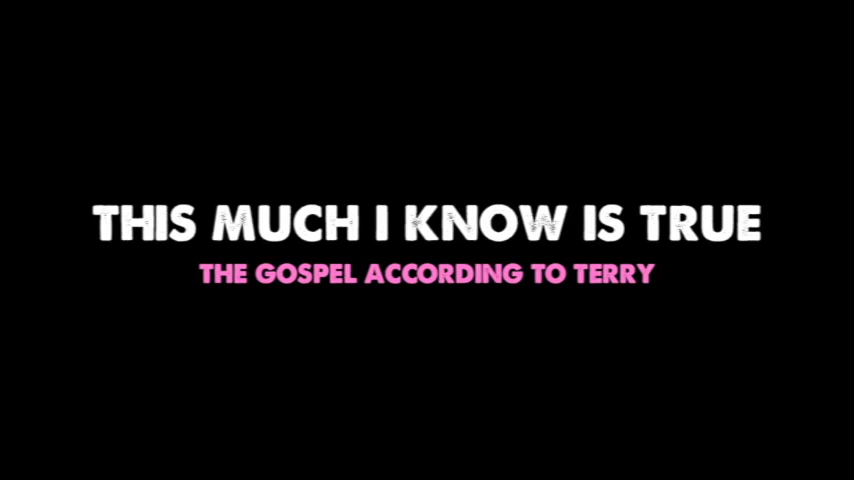 THIS MUCH I KNOW IS TRUE
THE GOSPEL ACCORDING TO TERRY